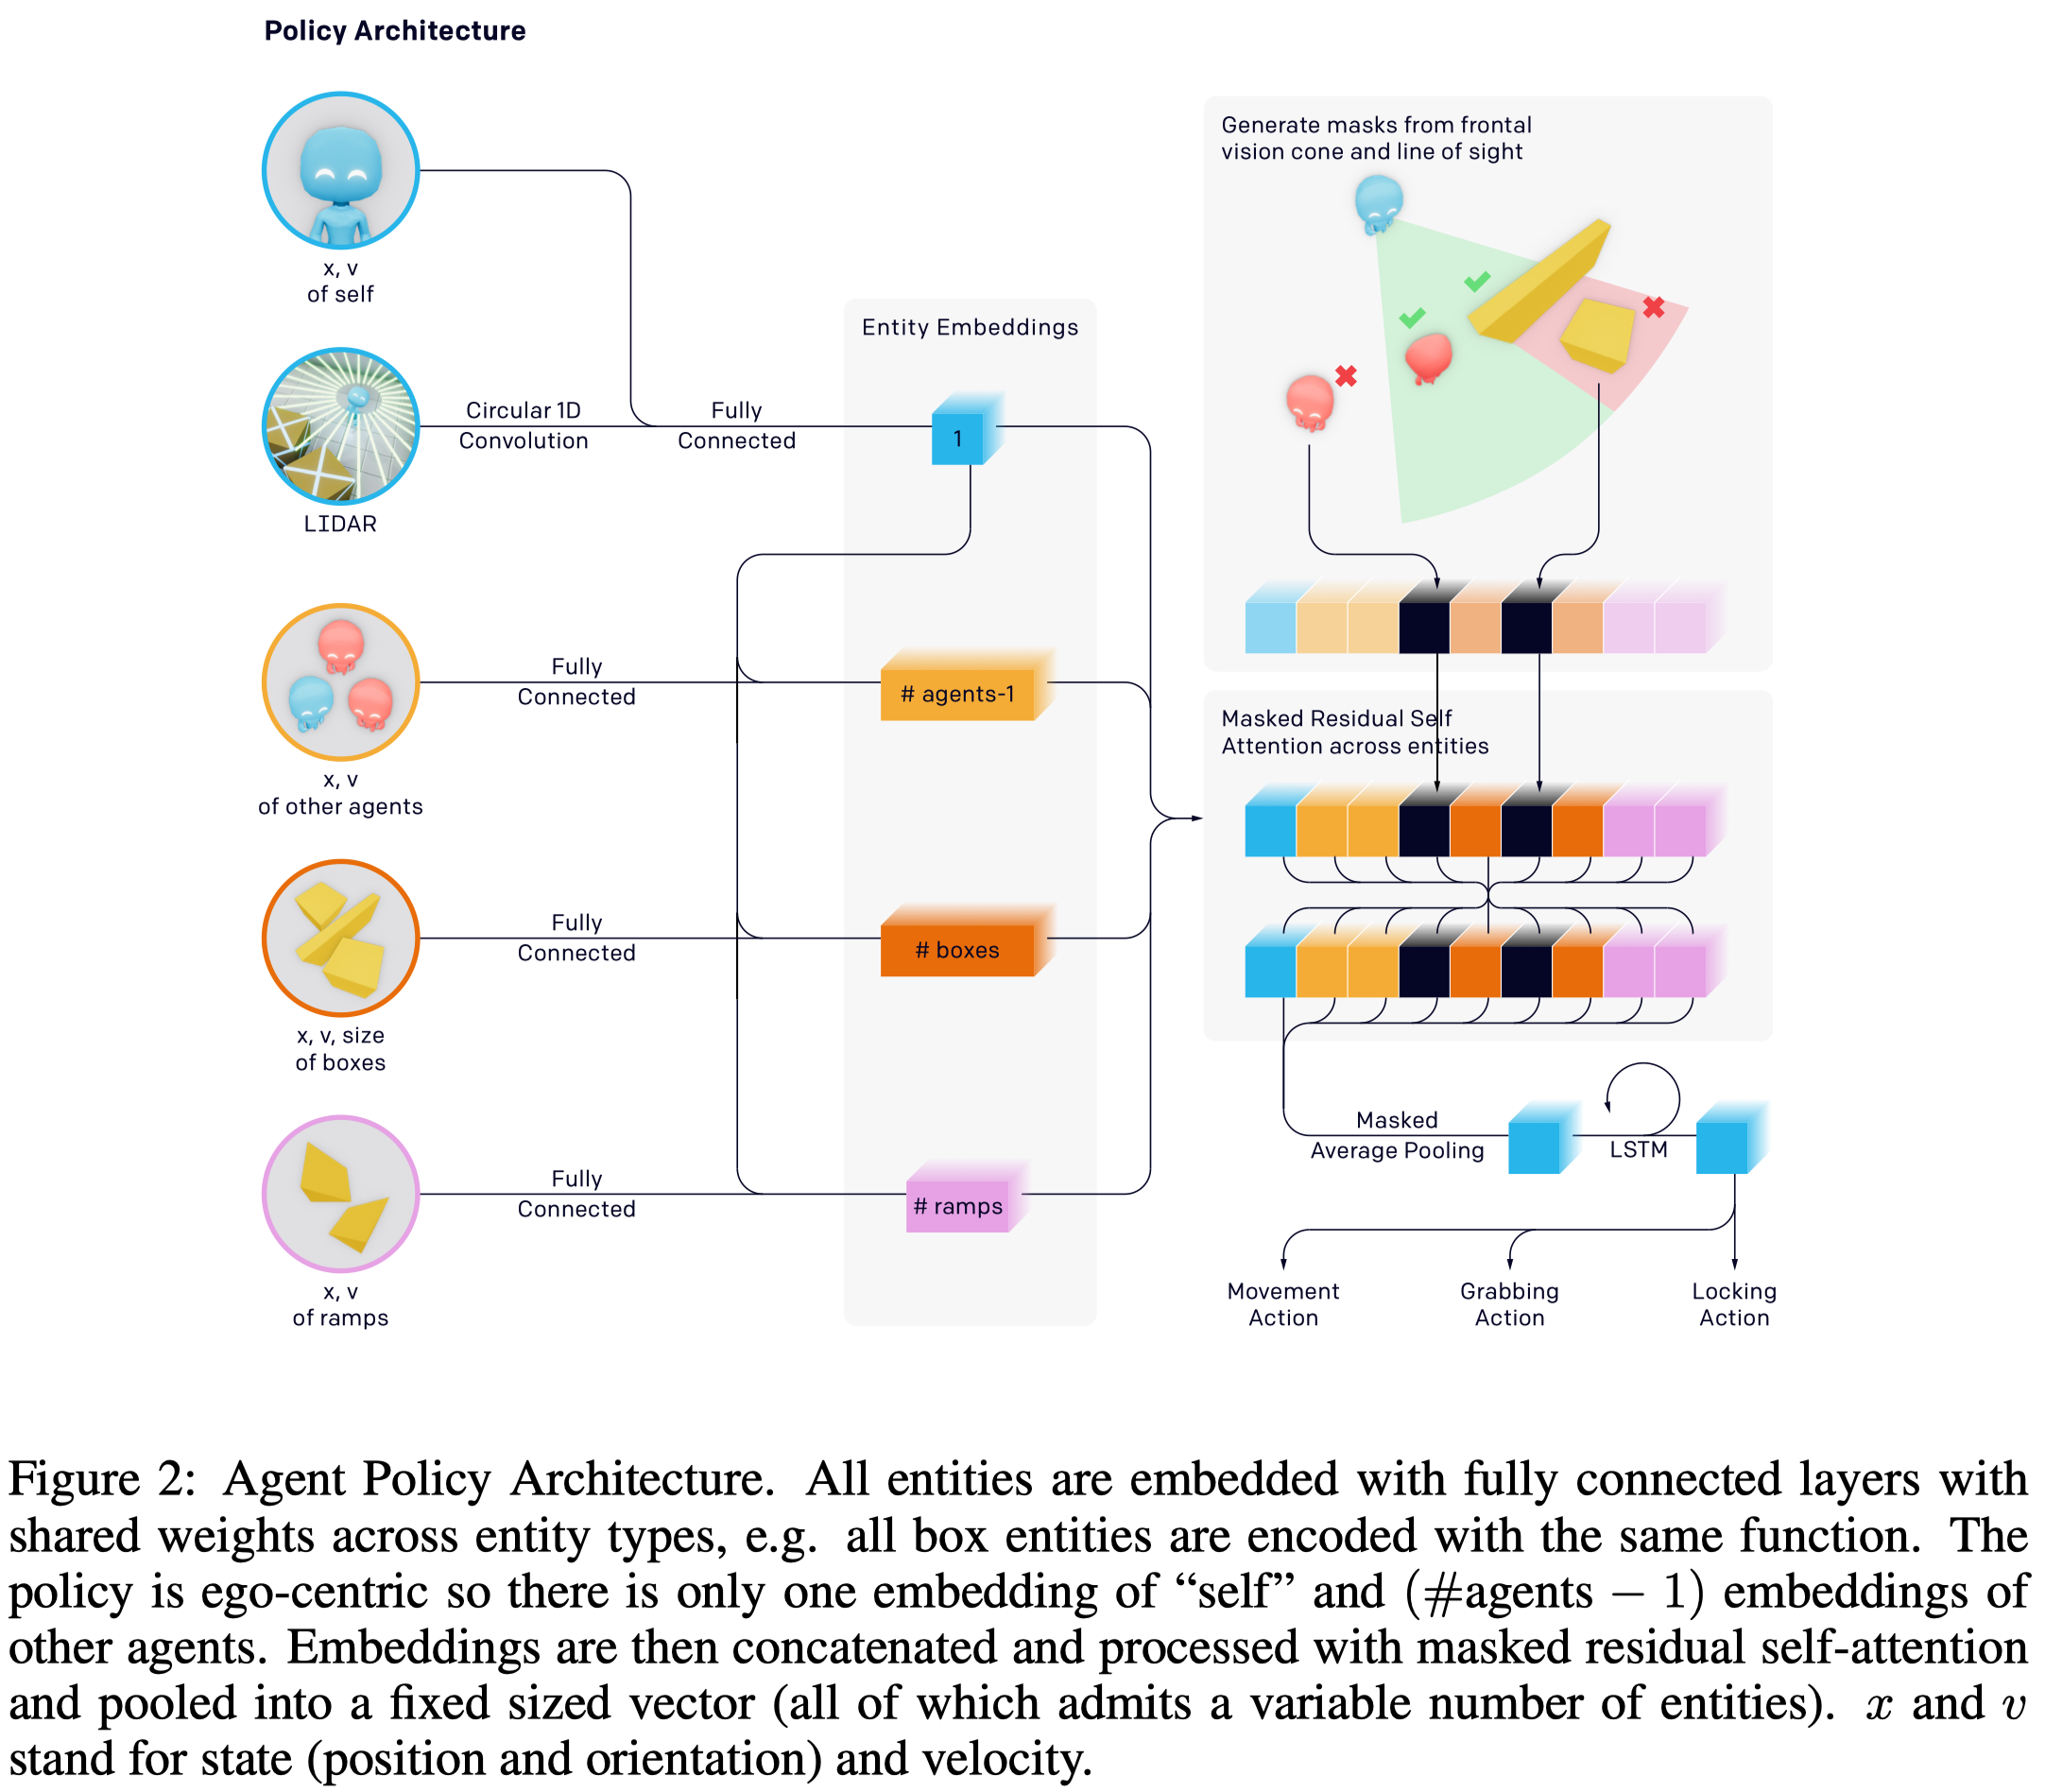 Policy Architecture
x, v
of self
LIDAR
Circular 1D
Convolution
Fully
Connected
x, v
of other agents
Fully
Connected
x, v, size
of boxes
Fully
Connected
x, v
of ramps
Fully
Connected
Entity Embeddings
1
# agents-1
# boxes
# ramps
Generate masks from frontal
vision cone and line of sight
Masked Residual Self
Attention across entities
Masked
Average Pooling
LSTM
Movement
Action
Grabbing
Action
Locking
Action
Figure 2: Agent Policy Architecture. All entities are embedded with fully connected layers with
shared weights across entity types, e.g. all box entities are encoded with the same function. The
policy is ego-centric so there is only one embedding of “self” and (#agents − 1) embeddings of
other agents. Embeddings are then concatenated and processed with masked residual self-attention
and pooled into a fixed sized vector (all of which admits a variable number of entities). x and v
stand for state (position and orientation) and velocity.